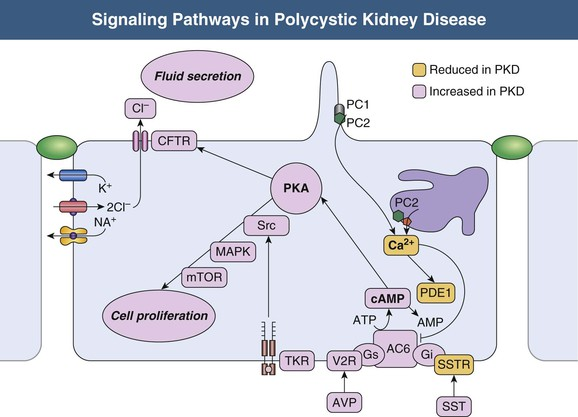 Signaling Pathways in Polycystic Kidney Disease
Fluid secretion
Reduced in PKD
Increased in PKD
Cl⁻
PC1
PC2
CFTR
K⁺
2Cl⁻
NA⁺
PKA
PC2
Src
Ca²⁺
MAPK
mTOR
PDE1
cAMP
Cell proliferation
ATP
AMP
AC6
TKR
V2R
Gs
Gi
SSTR
AVP
SST